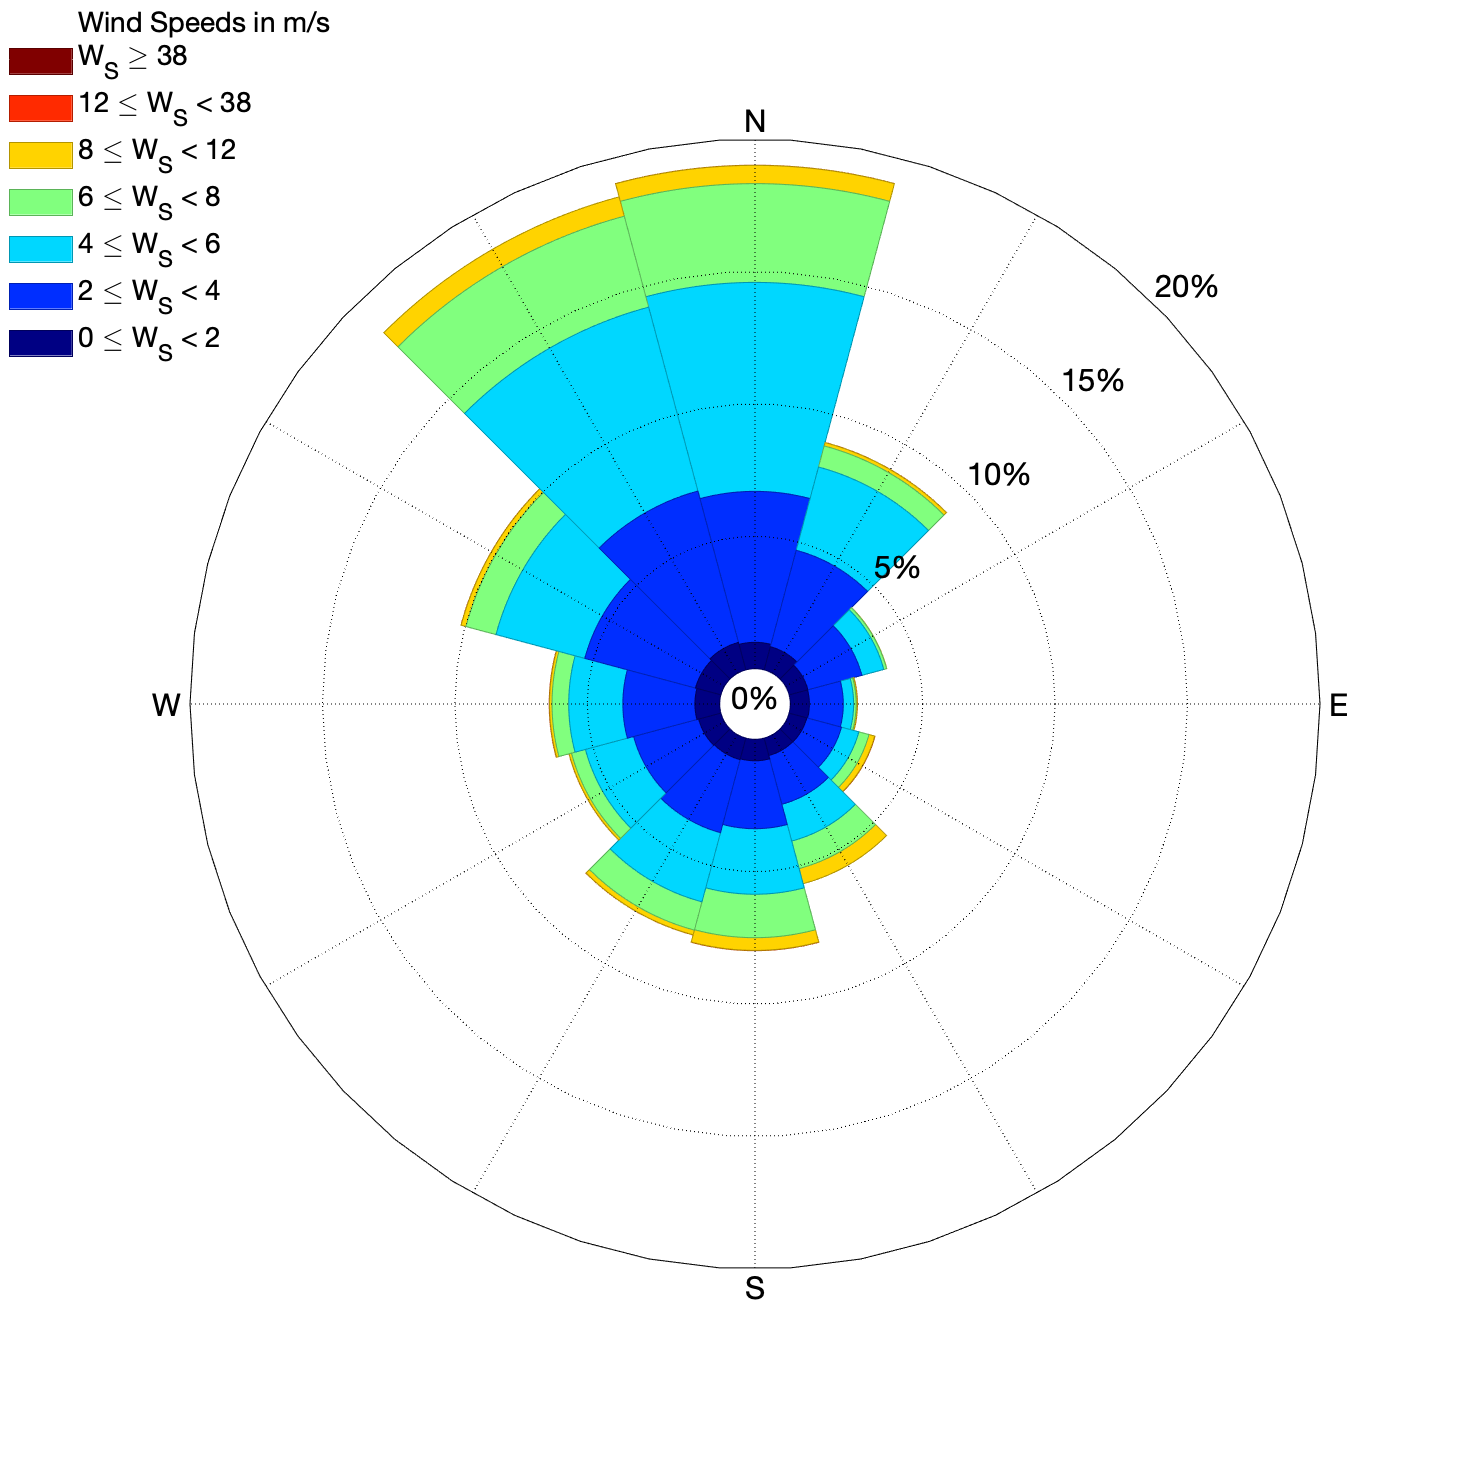 Wind Speeds in m/s
W_S ≥ 38
12 ≤ W_S < 38
8 ≤ W_S < 12
6 ≤ W_S < 8
4 ≤ W_S < 6
2 ≤ W_S < 4
0 ≤ W_S < 2
N
20%
15%
10%
5%
0%
W
E
S